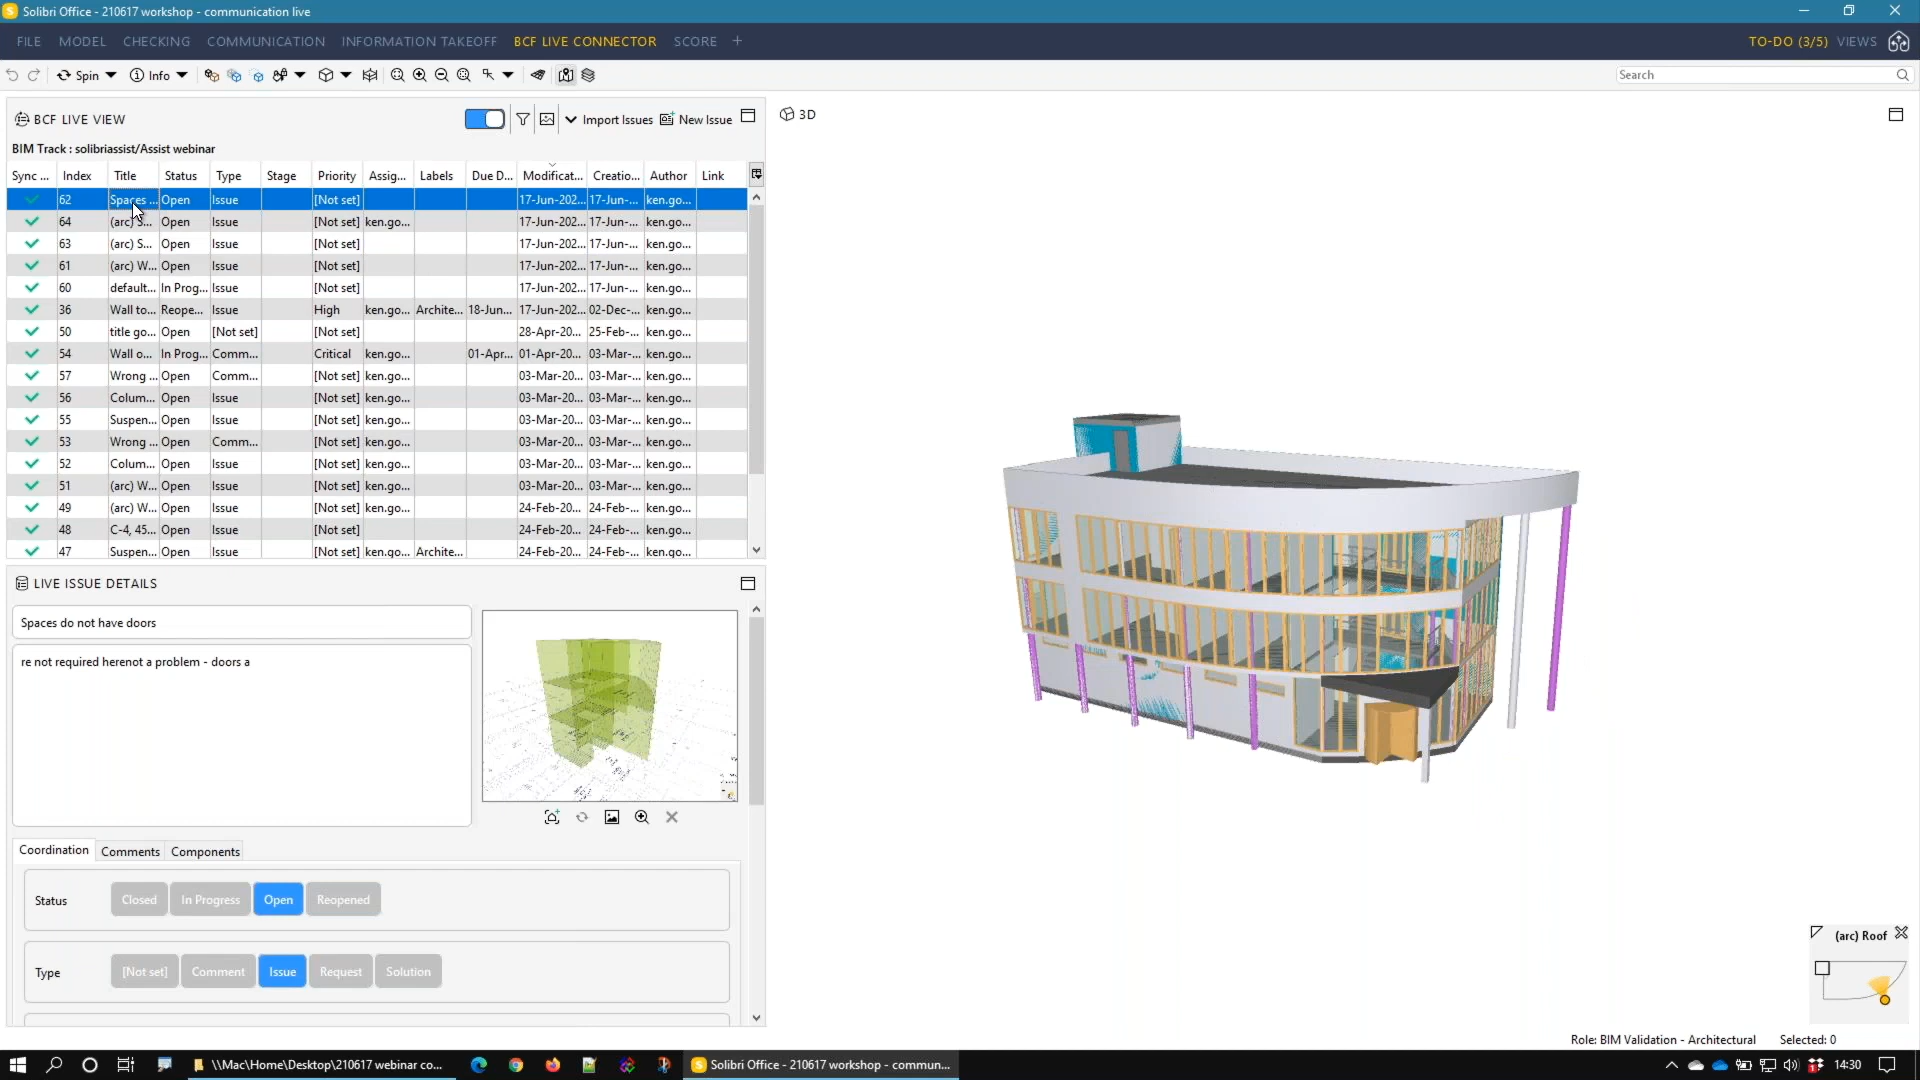 Solibri Office - 210617 workshop - communication live
FILE MODEL CHECKING COMMUNICATION INFORMATION TAKEOFF BCF LIVE CONNECTOR SCORE + TO-DO (3/5) VIEWS
Spin Info Search
BCF LIVE VIEW Import Issues New Issue 3D
BIM Track : solibriassist/Assist webinar
Sync ... Index Title Status Type Stage Priority Assig... Labels Due D... Modificat... Creatio... Author Link
62 Spaces ... Open Issue [Not set] 17-Jun-202... 17-Jun-... ken.go...
64 (arc) S... Open Issue [Not set] ken.go... 17-Jun-202... 17-Jun-... ken.go...
63 (arc) S... Open Issue [Not set] 17-Jun-202... 17-Jun-... ken.go...
61 (arc) W... Open Issue [Not set] 17-Jun-202... 17-Jun-... ken.go...
60 default... In Prog... Issue [Not set] 17-Jun-202... 17-Jun-... ken.go...
36 Wall to... Reope... Issue High ken.go... Archite... 18-Jun... 17-Jun-202... 02-Dec-... ken.go...
50 title go... Open [Not set] [Not set] 28-Apr-20... 25-Feb-... ken.go...
54 Wall o... In Prog... Comm... Critical ken.go... 01-Apr... 01-Apr-20... 03-Mar-... ken.go...
57 Wrong ... Open Comm... [Not set] ken.go... 03-Mar-20... 03-Mar-... ken.go...
56 Colum... Open Issue [Not set] ken.go... 03-Mar-20... 03-Mar-... ken.go...
55 Suspen... Open Issue [Not set] ken.go... 03-Mar-20... 03-Mar-... ken.go...
53 Wrong ... Open Comm... [Not set] ken.go... 03-Mar-20... 03-Mar-... ken.go...
52 Colum... Open Issue [Not set] ken.go... 03-Mar-20... 03-Mar-... ken.go...
51 (arc) W... Open Issue [Not set] ken.go... 03-Mar-20... 03-Mar-... ken.go...
49 (arc) W... Open Issue [Not set] ken.go... 24-Feb-20... 24-Feb-... ken.go...
48 C-4, 45... Open Issue [Not set] 24-Feb-20... 24-Feb-... ken.go...
47 Suspen... Open Issue [Not set] ken.go... Archite... 24-Feb-20... 24-Feb-... ken.go...
LIVE ISSUE DETAILS
Spaces do not have doors
re not required herenot a problem - doors a
Coordination Comments Components
Status Closed In Progress Open Reopened
Type [Not set] Comment Issue Request Solution
(arc) Roof
Role: BIM Validation - Architectural Selected: 0
\\Mac\Home\Desktop\210617 webinar co... Solibri Office - 210617 workshop - commun... 14:30